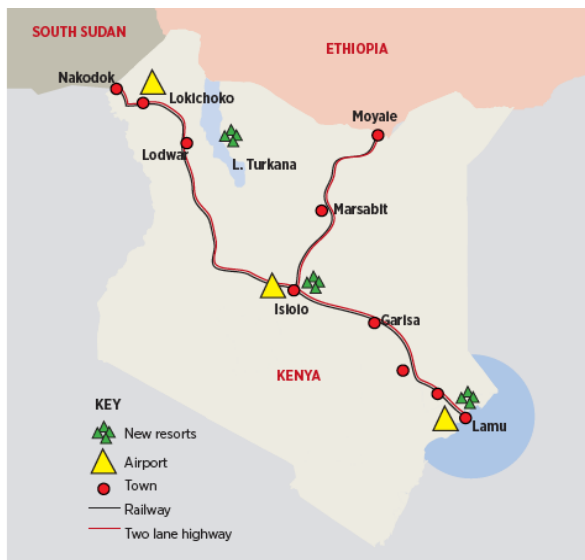 SOUTH SUDAN
ETHIOPIA
Nakodok
Lokichoko
Moyale
Lodwar
L. Turkana
Marsabit
Isiolo
Garisa
KENYA
Lamu
KEY
New resorts
Airport
Town
Railway
Two lane highway